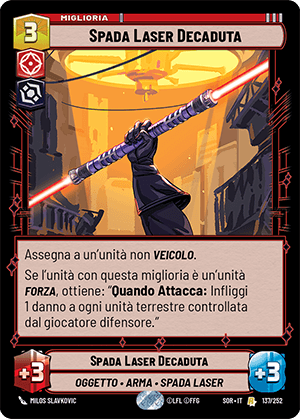 MIGLIORIA
3
SPADA LASER DECADUTA
Assegna a un'unità non VEICOLO.
Se l'unità con questa miglioria è un'unità
FORZA, ottiene: "Quando Attacca: Infliggi
1 danno a ogni unità terrestre controllata
dal giocatore difensore."
SPADA LASER DECADUTA
+3
OGGETTO • ARMA • SPADA LASER
+3
MILOS SLAVKOVIC
©LFL ©FFG
SOR • IT
R
137/252